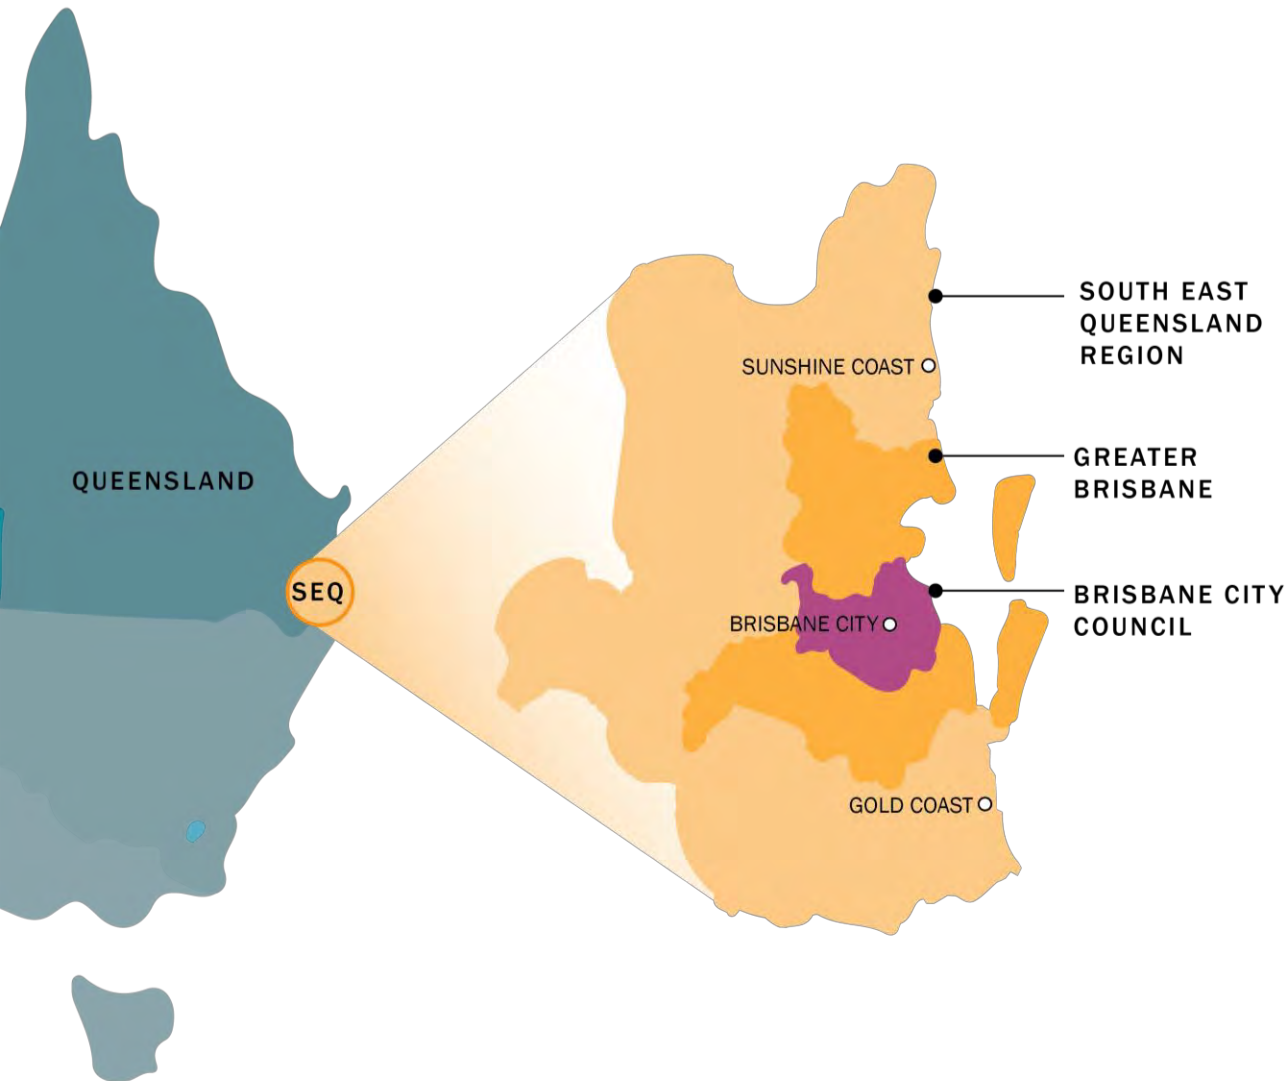 QUEENSLAND
SEQ
SOUTH EAST
QUEENSLAND
REGION
SUNSHINE COAST
GREATER
BRISBANE
BRISBANE CITY
COUNCIL
BRISBANE CITY
GOLD COAST